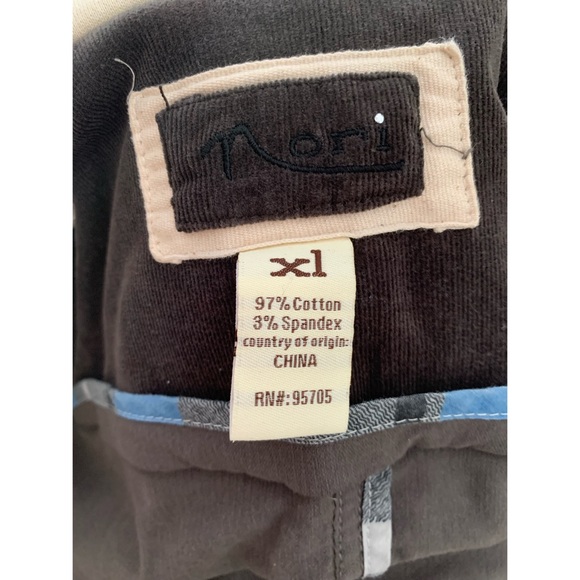 nori
xl
97% Cotton
3% Spandex
country of origin:
CHINA
RN#: 95705